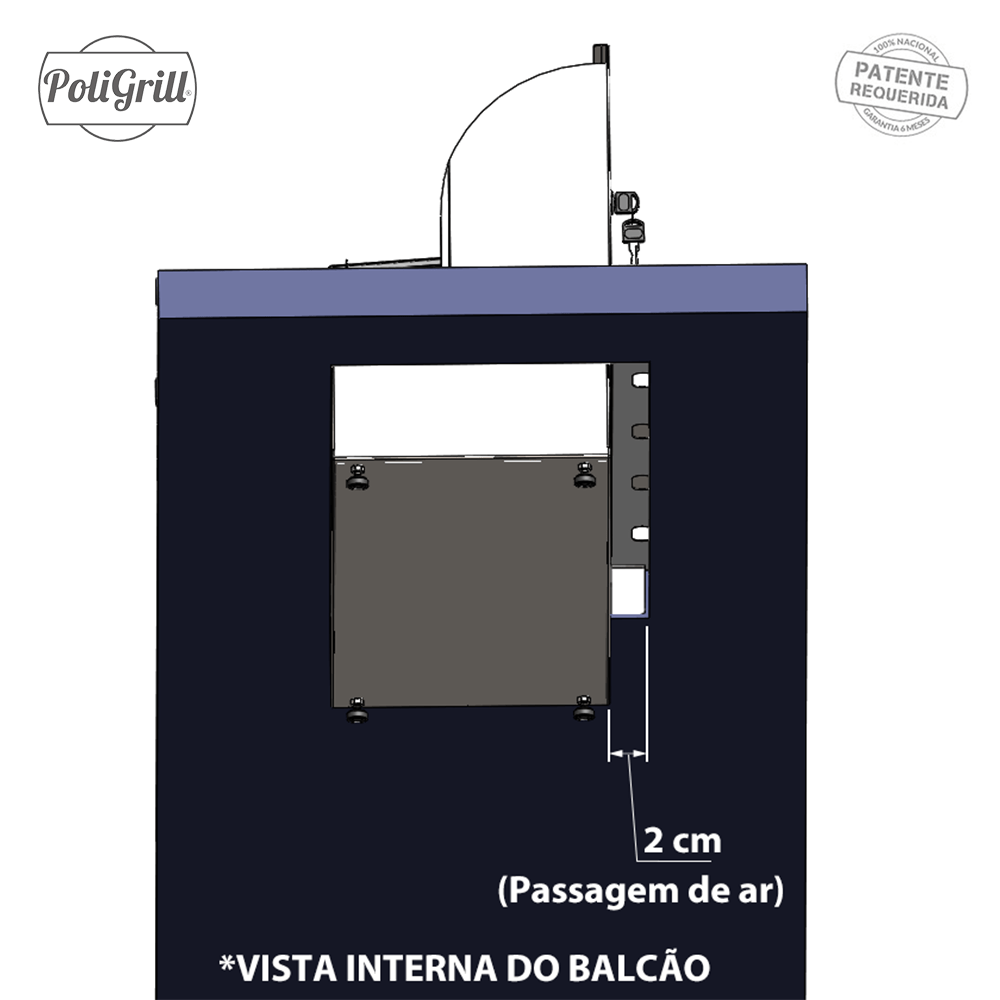 PoliGrill®
100% NACIONAL
PATENTE
REQUERIDA
GARANTIA 6 MESES
2 cm
(Passagem de ar)
*VISTA INTERNA DO BALCÃO